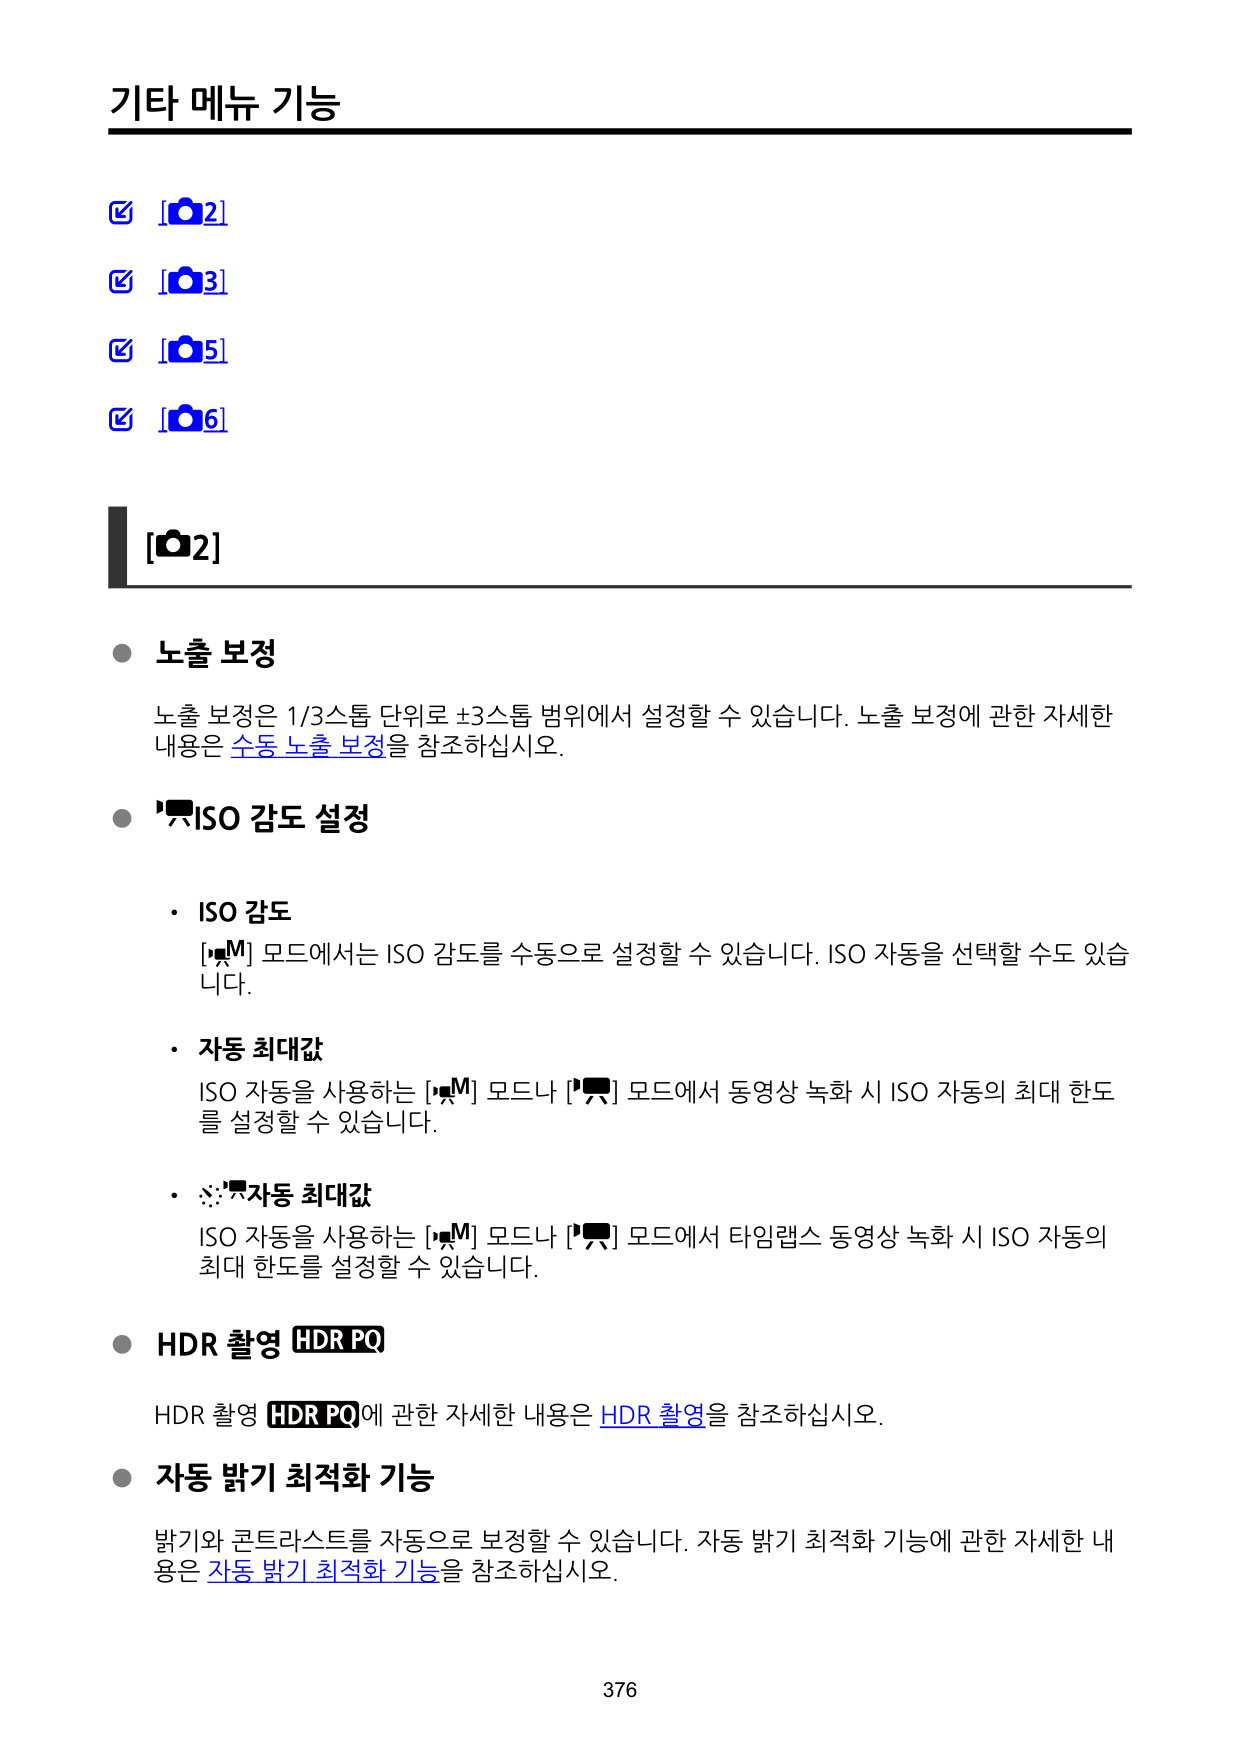 기타 메뉴 기능
[2]
[3]
[5]
[6]
[2]
노출 보정
노출 보정은 1/3스톱 단위로 ±3스톱 범위에서 설정할 수 있습니다. 노출 보정에 관한 자세한
내용은 수동 노출 보정을 참조하십시오.
ISO 감도 설정
• ISO 감도
[M] 모드에서는 ISO 감도를 수동으로 설정할 수 있습니다. ISO 자동을 선택할 수도 있습
니다.
• 자동 최대값
ISO 자동을 사용하는 [M] 모드나 [] 모드에서 동영상 녹화 시 ISO 자동의 최대 한도
를 설정할 수 있습니다.
• 자동 최대값
ISO 자동을 사용하는 [M] 모드나 [] 모드에서 타임랩스 동영상 녹화 시 ISO 자동의
최대 한도를 설정할 수 있습니다.
HDR 촬영 HDR PQ
HDR 촬영 HDR PQ에 관한 자세한 내용은 HDR 촬영을 참조하십시오.
자동 밝기 최적화 기능
밝기와 콘트라스트를 자동으로 보정할 수 있습니다. 자동 밝기 최적화 기능에 관한 자세한 내
용은 자동 밝기 최적화 기능을 참조하십시오.
376